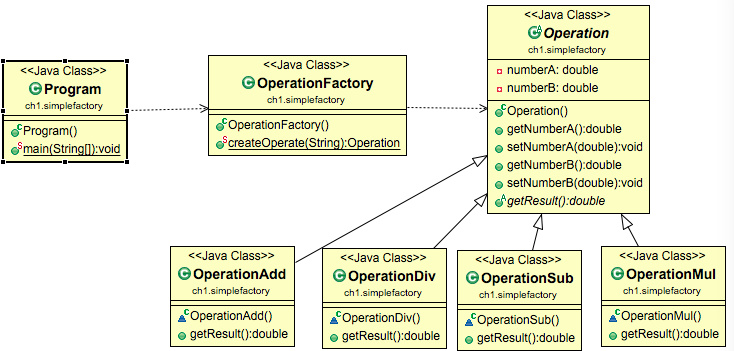 <<Java Class>>
Program
ch1.simplefactory
Program()
main(String[]):void
<<Java Class>>
OperationFactory
ch1.simplefactory
OperationFactory()
createOperate(String):Operation
<<Java Class>>
Operation
ch1.simplefactory
numberA: double
numberB: double
Operation()
getNumberA():double
setNumberA(double):void
getNumberB():double
setNumberB(double):void
getResult():double
<<Java Class>>
OperationAdd
ch1.simplefactory
OperationAdd()
getResult():double
<<Java Class>>
OperationDiv
ch1.simplefactory
OperationDiv()
getResult():double
<<Java Class>>
OperationSub
ch1.simplefactory
OperationSub()
getResult():double
<<Java Class>>
OperationMul
ch1.simplefactory
OperationMul()
getResult():double